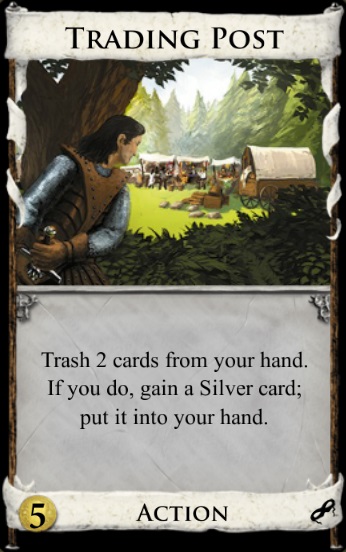 Trading Post
Trash 2 cards from your hand.
If you do, gain a Silver card;
put it into your hand.
5
Action